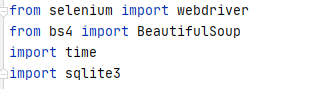 from selenium import webdriver
from bs4 import BeautifulSoup
import time
import sqlite3